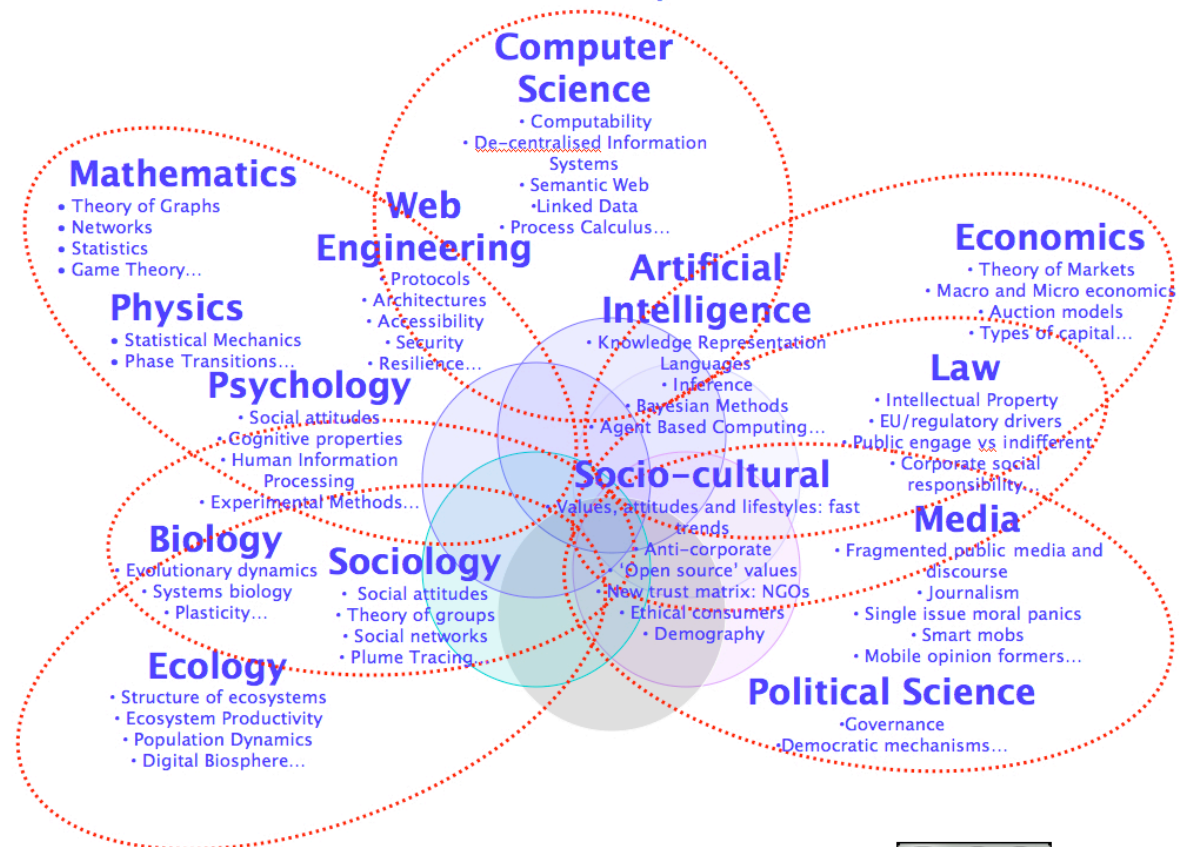 Computer
Science
• Computability
• De-centralised Information
Systems
• Semantic Web
•Linked Data
• Process Calculus...
Mathematics
• Theory of Graphs
• Networks
• Statistics
• Game Theory...
Physics
• Statistical Mechanics
• Phase Transitions...
Web
Engineering
• Protocols
• Architectures
• Accessibility
• Security
• Resilience...
Artificial
Intelligence
• Knowledge Representation
Languages
• Inference
• Bayesian Methods
• Agent Based Computing...
Economics
• Theory of Markets
• Macro and Micro economics
• Auction models
• Types of capital...
Law
• Intellectual Property
• EU/regulatory drivers
• Public engage vs indifferent
• Corporate social
responsibility...
Psychology
• Social attitudes
• Cognitive properties
• Human Information
Processing
• Experimental Methods...
Socio-cultural
• Values, attitudes and lifestyles: fast
trends
• Anti-corporate
• 'Open source' values
• New trust matrix: NGOs
• Ethical consumers
• Demography
Media
• Fragmented public media and
discourse
• Journalism
• Single issue moral panics
• Smart mobs
• Mobile opinion formers...
Biology
• Evolutionary dynamics
• Systems biology
• Plasticity...
Sociology
• Social attitudes
• Theory of groups
• Social networks
• Plume Tracing...
Ecology
• Structure of ecosystems
• Ecosystem Productivity
• Population Dynamics
• Digital Biosphere...
Political Science
•Governance
•Democratic mechanisms...